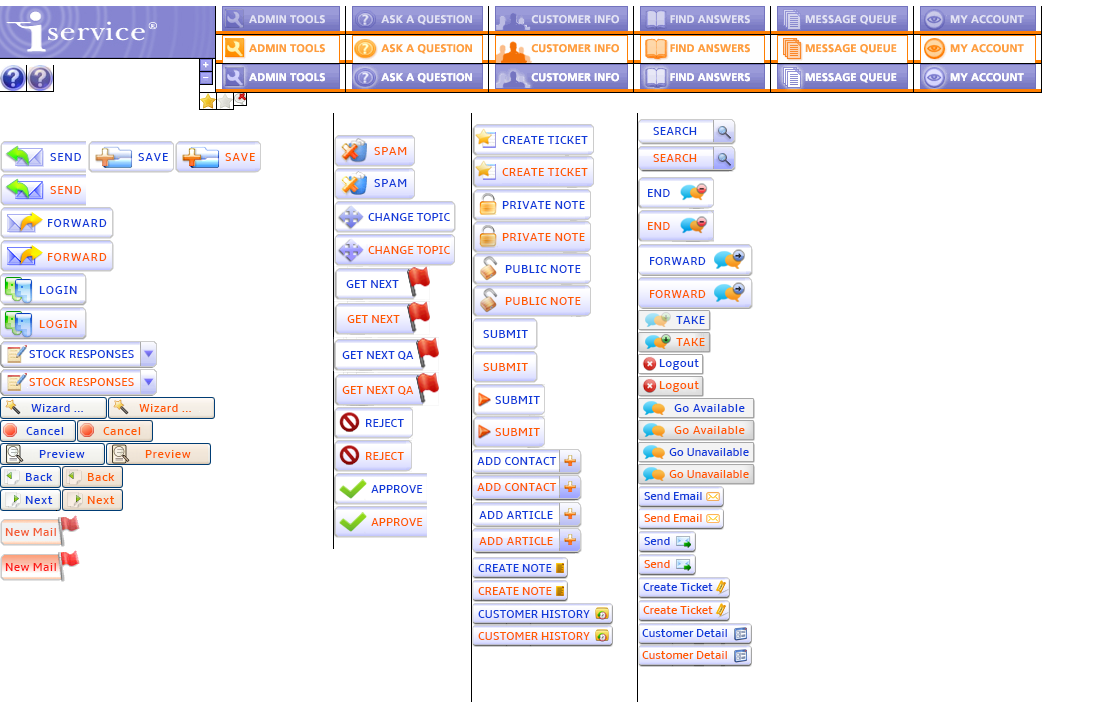 iservice®
ADMIN TOOLS ASK A QUESTION CUSTOMER INFO FIND ANSWERS MESSAGE QUEUE MY ACCOUNT
ADMIN TOOLS ASK A QUESTION CUSTOMER INFO FIND ANSWERS MESSAGE QUEUE MY ACCOUNT
ADMIN TOOLS ASK A QUESTION CUSTOMER INFO FIND ANSWERS MESSAGE QUEUE MY ACCOUNT
SEND SAVE SAVE
SEND
FORWARD
FORWARD
LOGIN
LOGIN
STOCK RESPONSES
STOCK RESPONSES
Wizard ... Wizard ...
Cancel Cancel
Preview Preview
Back Back
Next Next
New Mail
New Mail
SPAM
SPAM
CHANGE TOPIC
CHANGE TOPIC
GET NEXT
GET NEXT
GET NEXT QA
GET NEXT QA
REJECT
REJECT
APPROVE
APPROVE
CREATE TICKET
CREATE TICKET
PRIVATE NOTE
PRIVATE NOTE
PUBLIC NOTE
PUBLIC NOTE
SUBMIT
SUBMIT
SUBMIT
SUBMIT
ADD CONTACT
ADD CONTACT
ADD ARTICLE
ADD ARTICLE
CREATE NOTE
CREATE NOTE
CUSTOMER HISTORY
CUSTOMER HISTORY
SEARCH
SEARCH
END
END
FORWARD
FORWARD
TAKE
TAKE
Logout
Logout
Go Available
Go Available
Go Unavailable
Go Unavailable
Send Email
Send Email
Send
Send
Create Ticket
Create Ticket
Customer Detail
Customer Detail